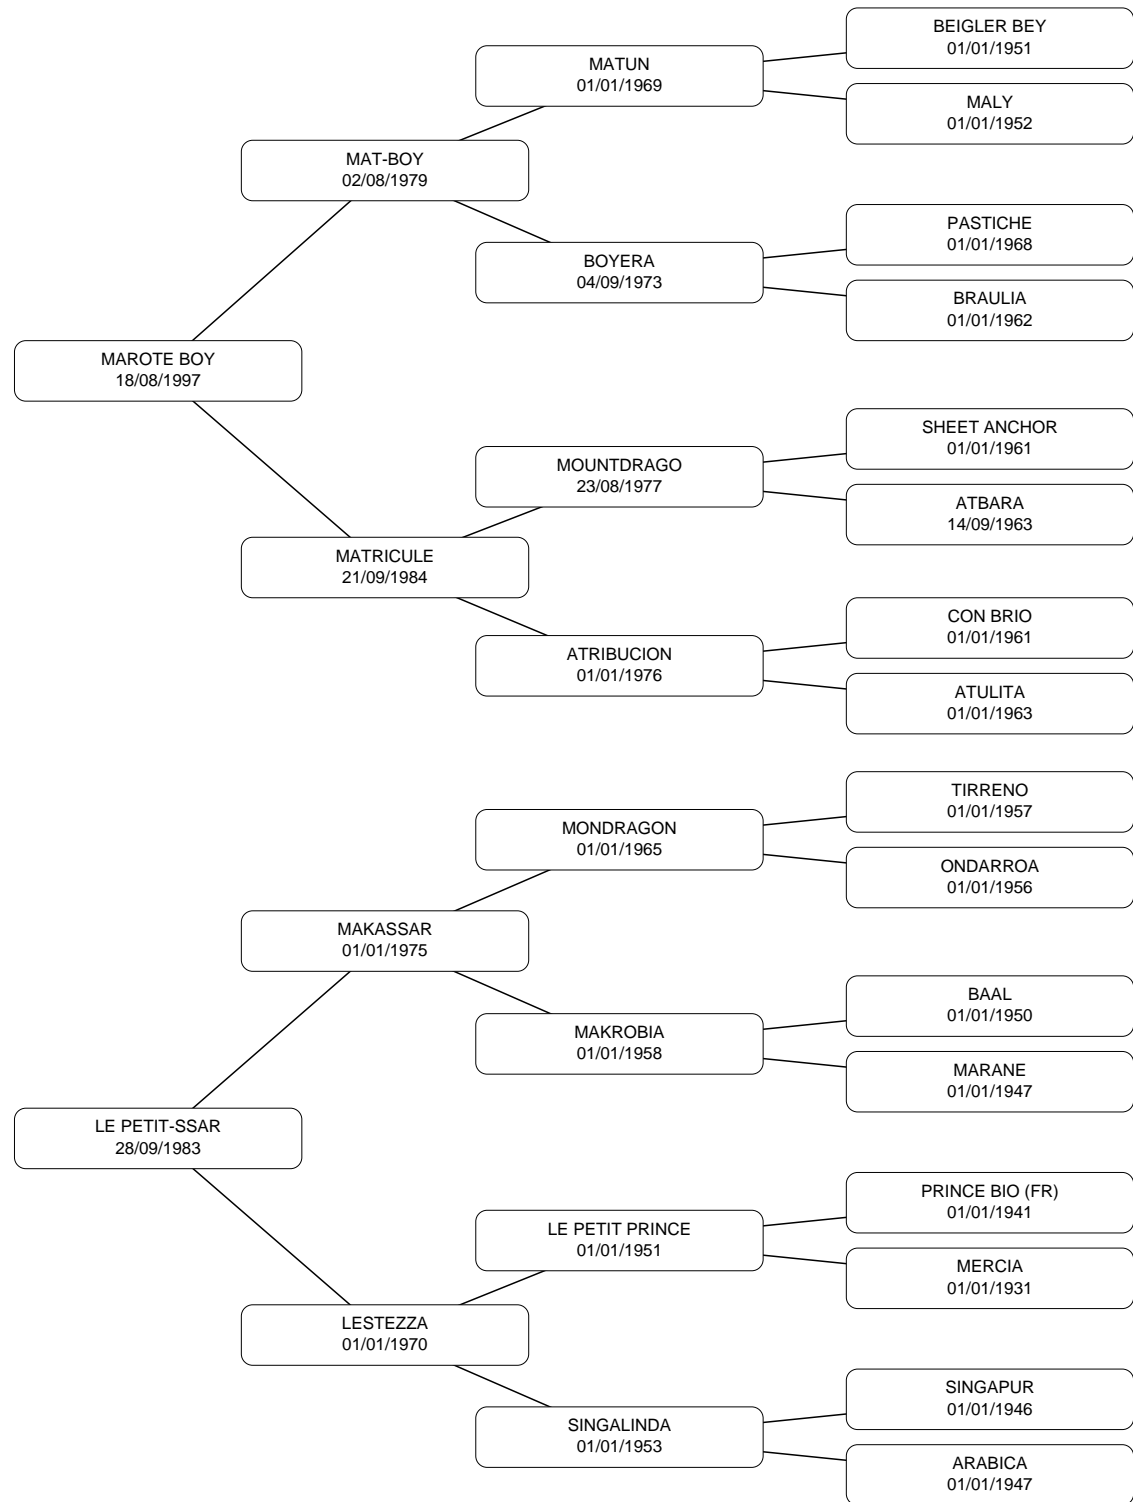 BEIGLER BEY
01/01/1951
MATUN
01/01/1969
MALY
01/01/1952
MAT-BOY
02/08/1979
PASTICHE
01/01/1968
BOYERA
04/09/1973
BRAULIA
01/01/1962
MAROTE BOY
18/08/1997
SHEET ANCHOR
01/01/1961
MOUNTDRAGO
23/08/1977
ATBARA
14/09/1963
MATRICULE
21/09/1984
CON BRIO
01/01/1961
ATRIBUCION
01/01/1976
ATULITA
01/01/1963
TIRRENO
01/01/1957
MONDRAGON
01/01/1965
ONDARROA
01/01/1956
MAKASSAR
01/01/1975
BAAL
01/01/1950
MAKROBIA
01/01/1958
MARANE
01/01/1947
LE PETIT-SSAR
28/09/1983
PRINCE BIO (FR)
01/01/1941
LE PETIT PRINCE
01/01/1951
MERCIA
01/01/1931
LESTEZZA
01/01/1970
SINGAPUR
01/01/1946
SINGALINDA
01/01/1953
ARABICA
01/01/1947